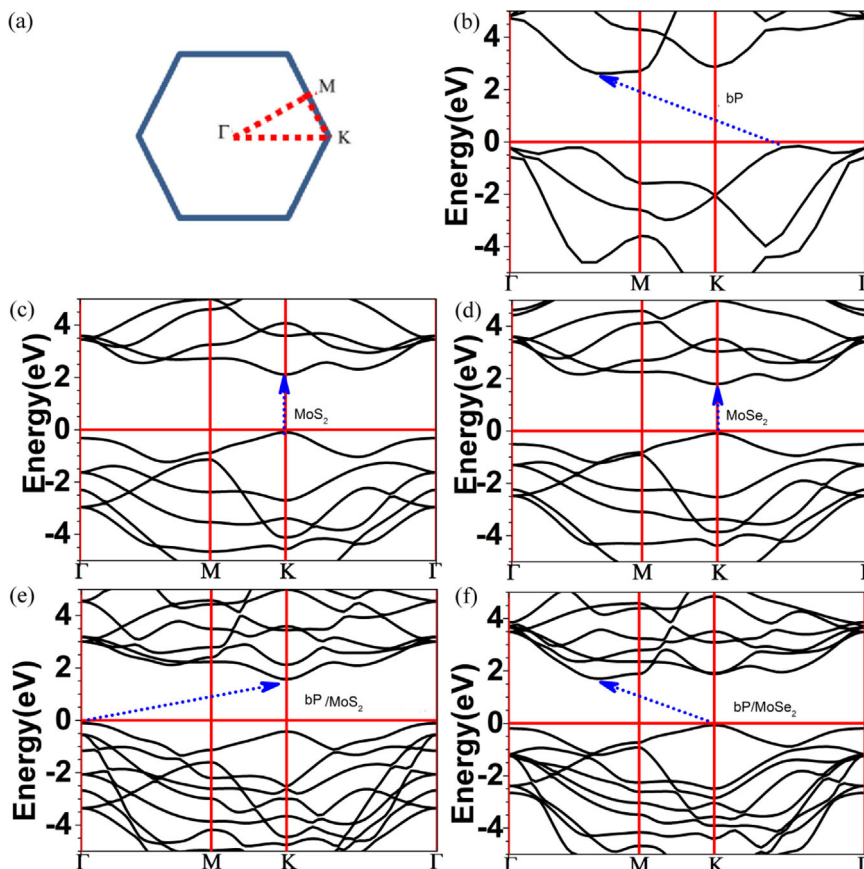 (a)
M
Γ
K
(b)
Energy(eV)
4
2
0
-2
-4
bP
Γ
M
K
Γ
(c)
Energy(eV)
4
2
0
-2
-4
MoS₂
Γ
M
K
Γ
(d)
Energy(eV)
4
2
0
-2
-4
MoSe₂
Γ
M
K
Γ
(e)
Energy(eV)
4
2
0
-2
-4
bP/MoS₂
Γ
M
K
Γ
(f)
Energy(eV)
4
2
0
-2
-4
bP/MoSe₂
Γ
M
K
Γ